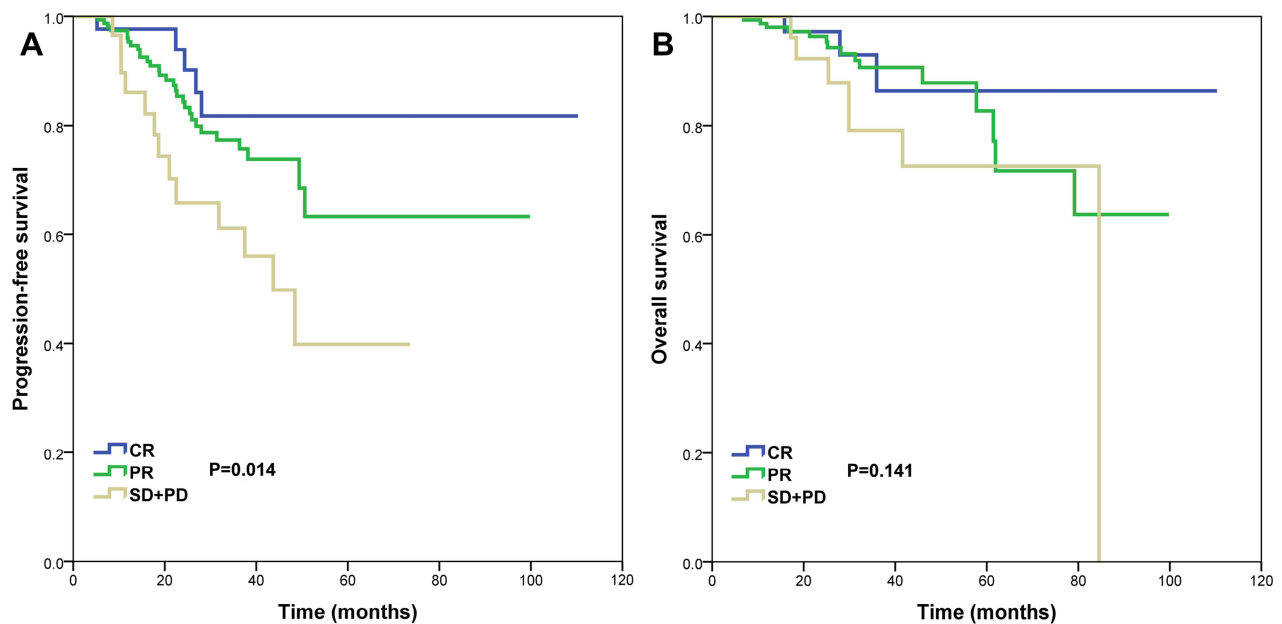 A
Progression-free survival
1.0
0.8
0.6
0.4
0.2
0.0
CR
PR
SD+PD
P=0.014
0 20 40 60 80 100 120
Time (months)
B
Overall survival
1.0
0.8
0.6
0.4
0.2
0.0
CR
PR
SD+PD
P=0.141
0 20 40 60 80 100 120
Time (months)